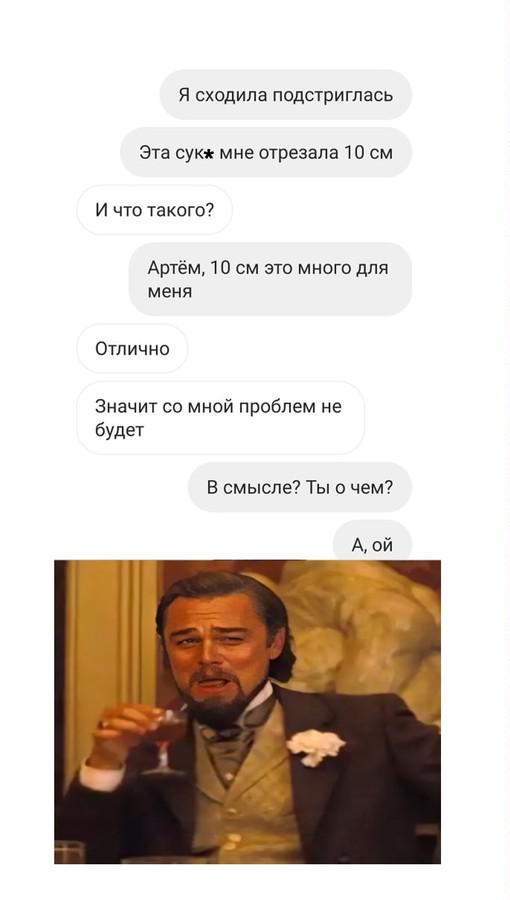 Я сходила подстриглась
Эта сук* мне отрезала 10 см
И что такого?
Артём, 10 см это много для
меня
Отлично
Значит со мной проблем не
будет
В смысле? Ты о чем?
А, ой